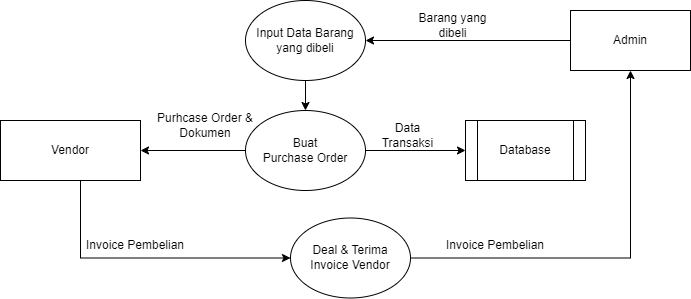 Barang yang
dibeli
Input Data Barang
yang dibeli
Admin
Purhcase Order &
Dokumen
Data
Transaksi
Vendor
Buat
Purchase Order
Database
Invoice Pembelian
Deal & Terima
Invoice Vendor
Invoice Pembelian